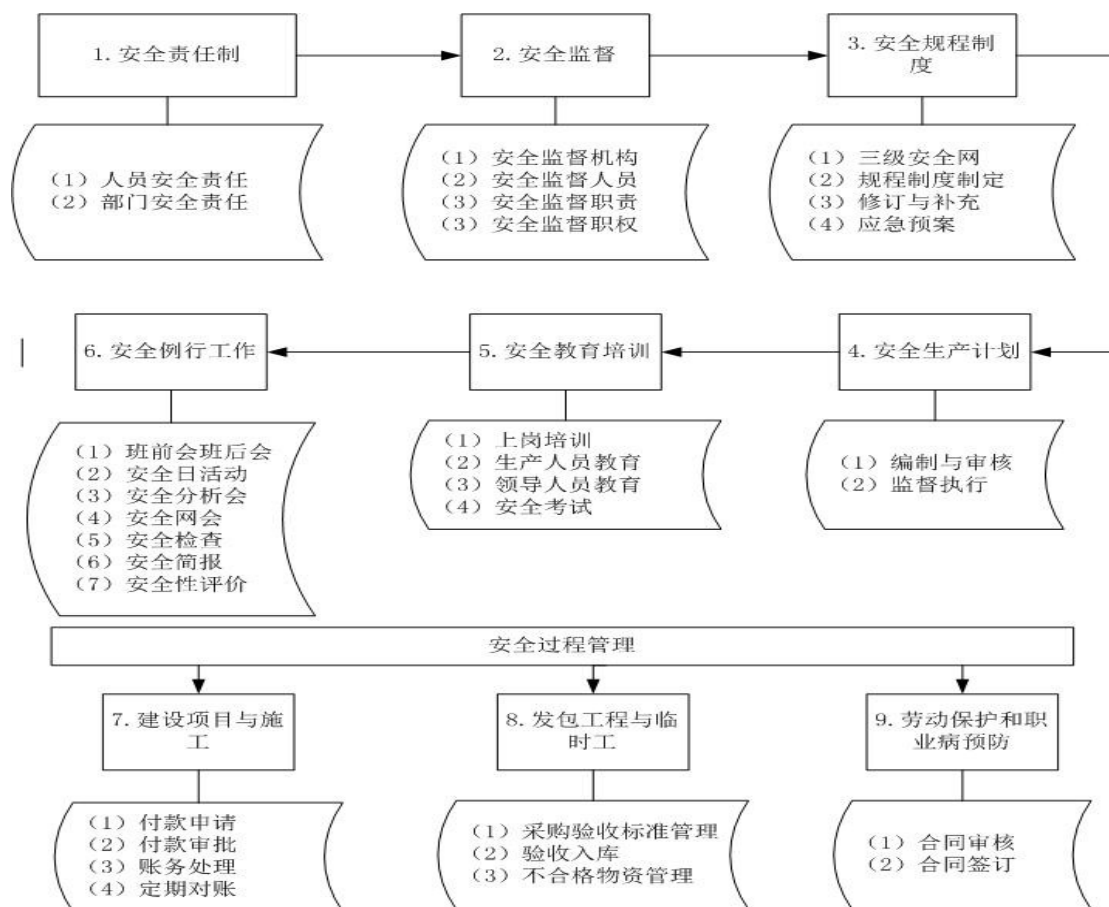 1. 安全责任制
2. 安全监督
3. 安全规程制
度
(1) 人员安全责任
(2) 部门安全责任
(1) 安全监督机构
(2) 安全监督人员
(3) 安全监督职责
(3) 安全监督职权
(1) 三级安全网
(2) 规程制度制定
(3) 修订与补充
(4) 应急预案
6. 安全例行工作
5. 安全教育培训
4. 安全生产计划
(1) 班前会班后会
(2) 安全日活动
(3) 安全分析会
(4) 安全网会
(5) 安全检查
(6) 安全简报
(7) 安全性评价
(1) 上岗培训
(2) 生产人员教育
(3) 领导人员教育
(4) 安全考试
(1) 编制与审核
(2) 监督执行
安全过程管理
7. 建设项目与施
工
8. 发包工程与临
时工
9. 劳动保护和职
业病预防
(1) 付款申请
(2) 付款审批
(3) 账务处理
(4) 定期对账
(1) 采购验收标准管理
(2) 验收入库
(3) 不合格物资管理
(1) 合同审核
(2) 合同签订